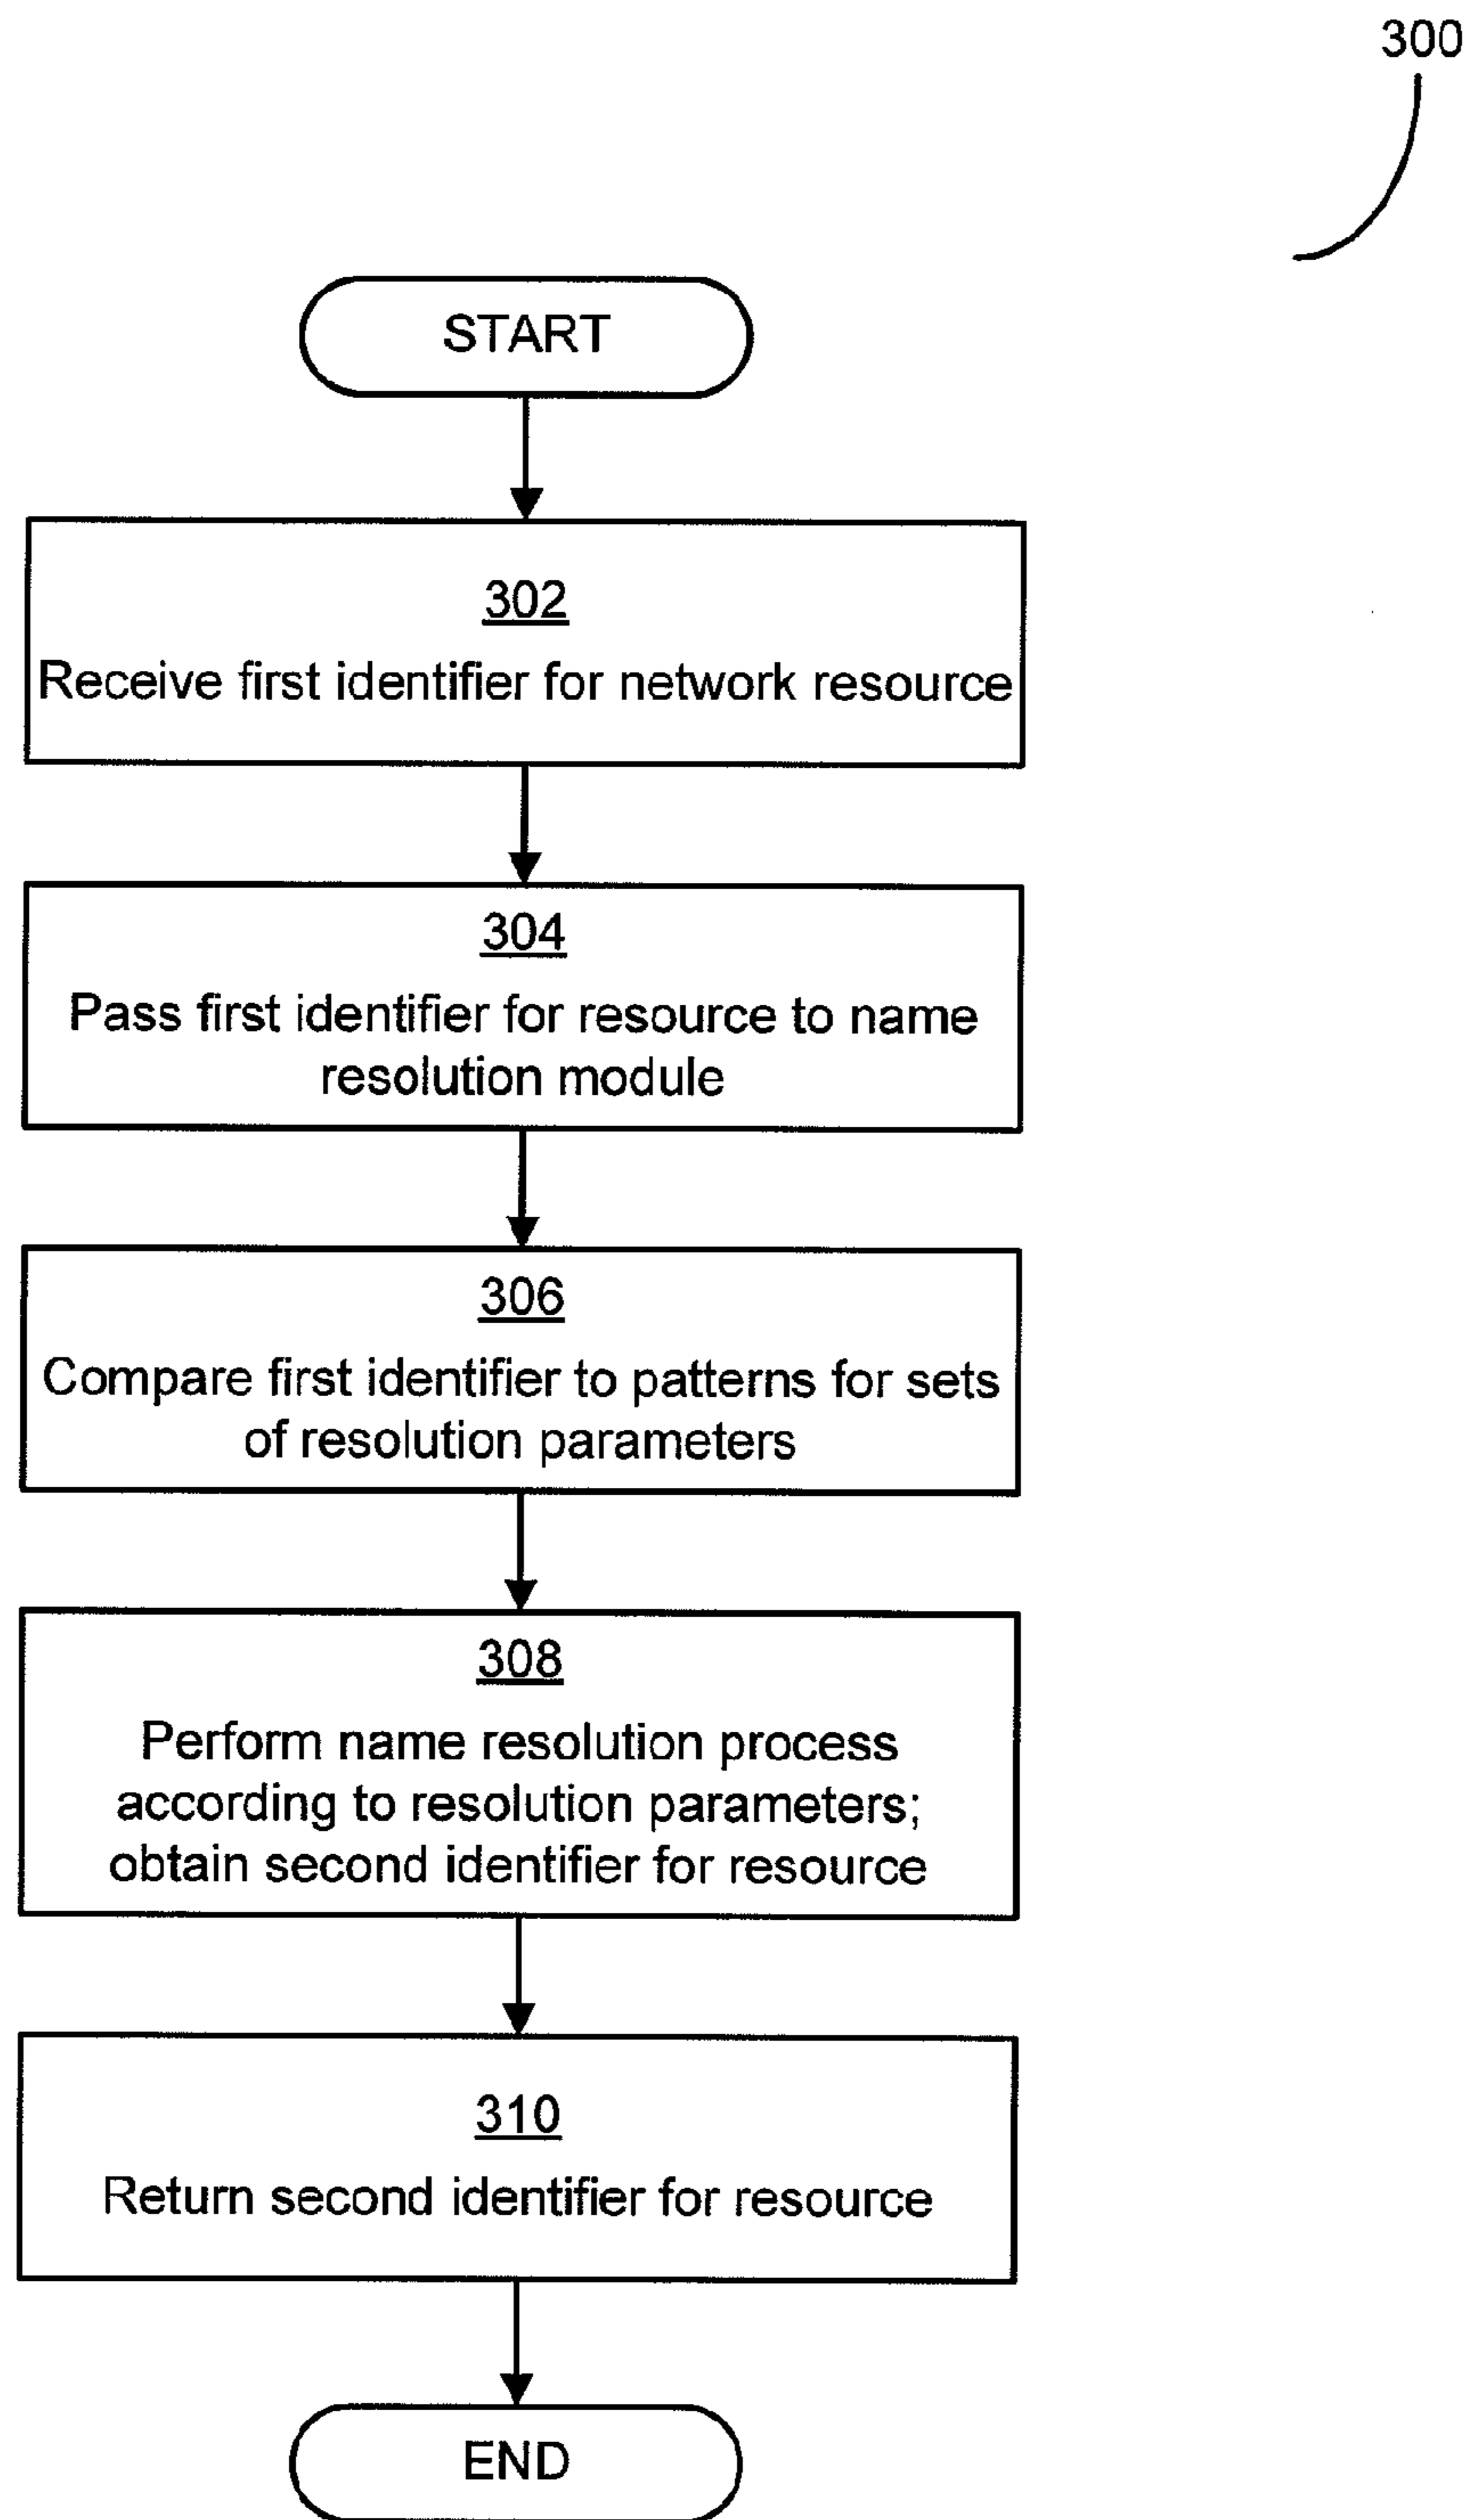 300
START
302
Receive first identifier for network resource
304
Pass first identifier for resource to name
resolution module
306
Compare first identifier to patterns for sets
of resolution parameters
308
Perform name resolution process
according to resolution parameters;
obtain second identifier for resource
310
Return second identifier for resource
END